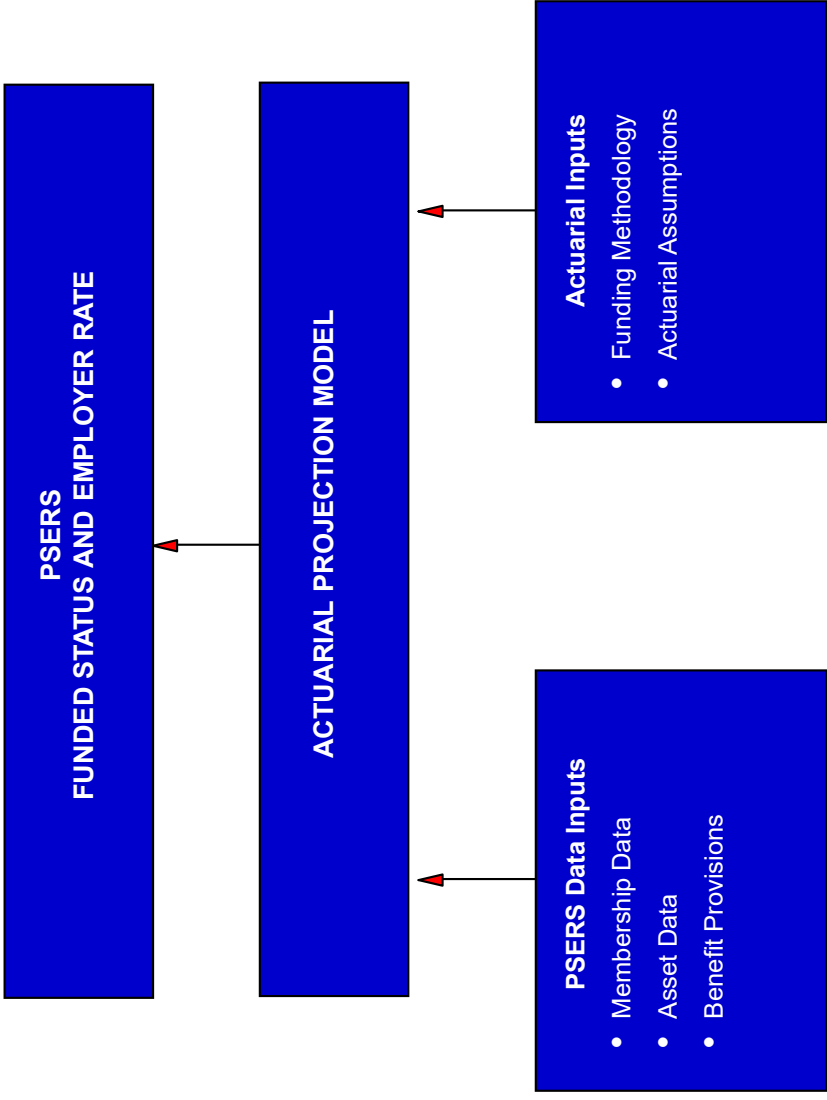 PSERS
FUNDED STATUS AND EMPLOYER RATE
ACTUARIAL PROJECTION MODEL
PSERS Data Inputs
• Membership Data
• Asset Data
• Benefit Provisions
Actuarial Inputs
• Funding Methodology
• Actuarial Assumptions